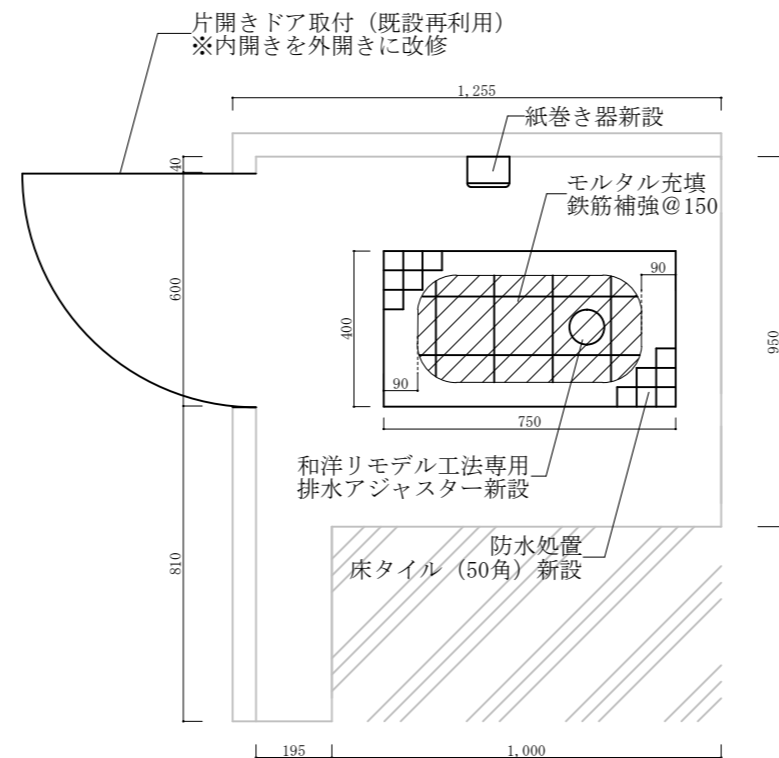 片開きドア取付（既設再利用）
※内開きを外開きに改修
1,255
紙巻き器新設
40
モルタル充填
鉄筋補強@150
90
600
400
950
90
750
和洋リモデル工法専用
排水アジャスター新設
防水処置
床タイル（50角）新設
810
195
1,000